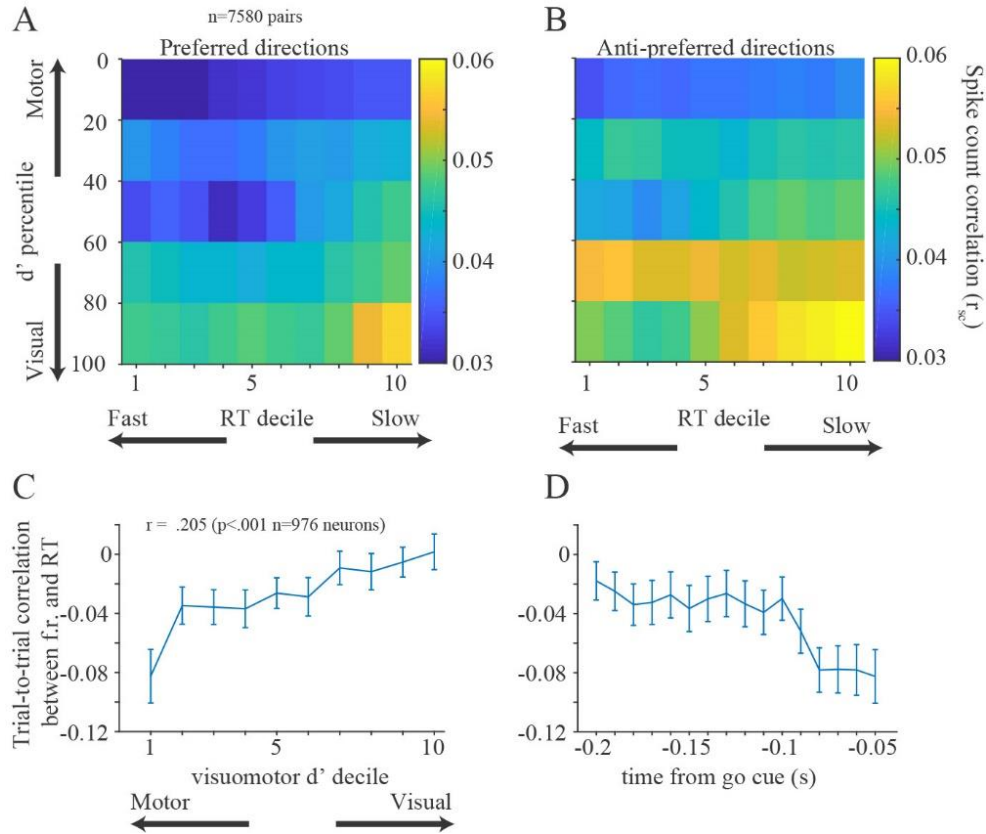 A
n=7580 pairs
Preferred directions
Motor
d’ percentile
Visual
0
20
40
60
80
100
1
5
10
Fast
RT decile
Slow
0.06
0.05
0.04
0.03
B
Anti-preferred directions
1
5
10
Fast
RT decile
Slow
0.06
0.05
0.04
0.03
Spike count correlation (rsc)
C
r = .205 (p<.001 n=976 neurons)
Trial-to-trial correlation
between f.r. and RT
0
-0.04
-0.08
-0.12
1
5
10
visuomotor d’ decile
Motor
Visual
D
0
-0.04
-0.08
-0.12
-0.2
-0.15
-0.1
-0.05
time from go cue (s)